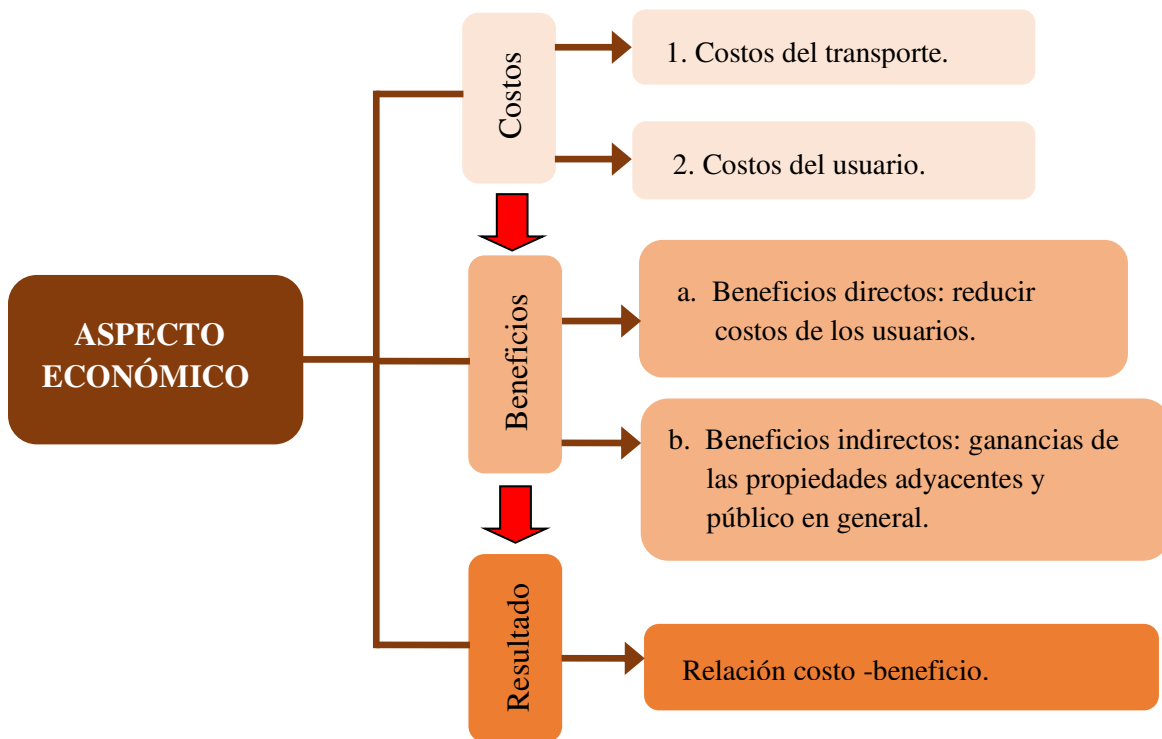 ASPECTO
ECONÓMICO
Costos
1. Costos del transporte.
2. Costos del usuario.
Beneficios
a. Beneficios directos: reducir
costos de los usuarios.
b. Beneficios indirectos: ganancias de
las propiedades adyacentes y
público en general.
Resultado
Relación costo -beneficio.